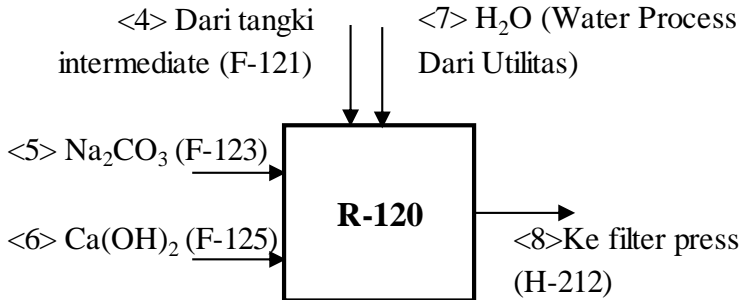 <4> Dari tangki
intermediate (F-121)
<7> H₂O (Water Process
Dari Utilitas)
<5> Na₂CO₃ (F-123)
R-120
<6> Ca(OH)₂ (F-125)
<8>Ke filter press
(H-212)